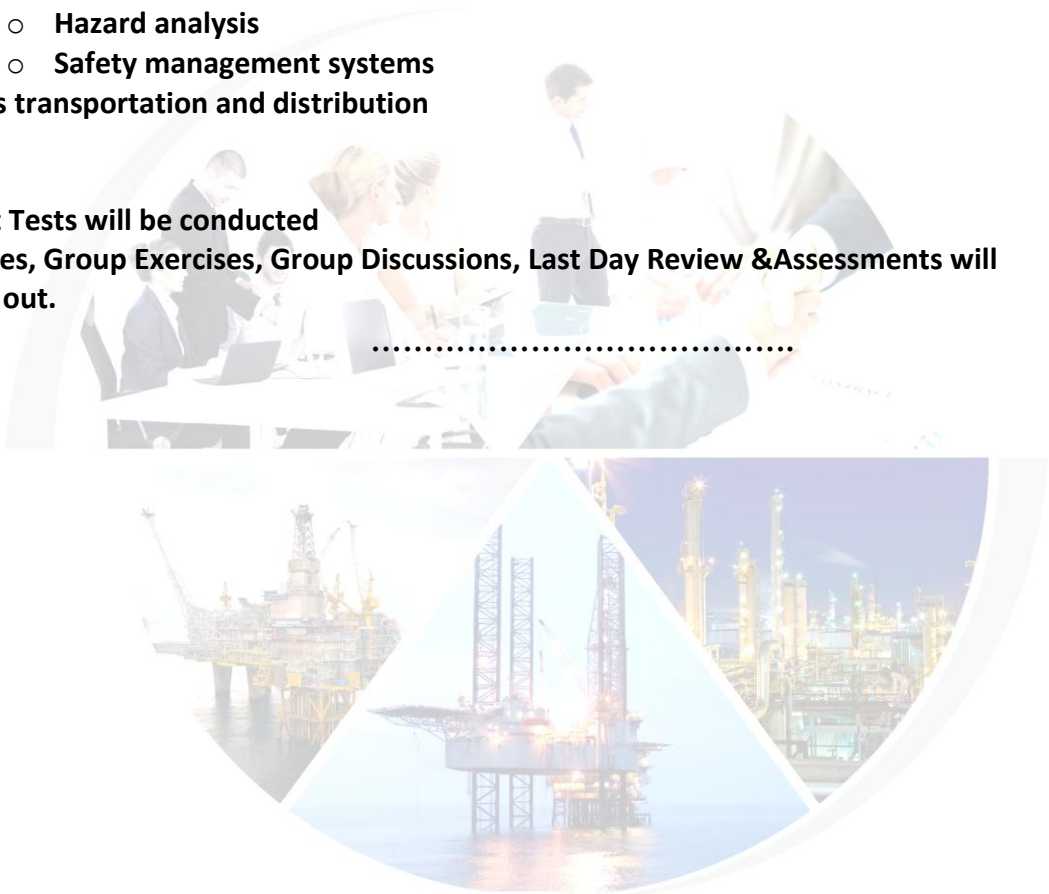 o Hazard analysis
o Safety management systems
s transportation and distribution
t Tests will be conducted
es, Group Exercises, Group Discussions, Last Day Review &Assessments will
out.
……………………………………..
CONTRACT